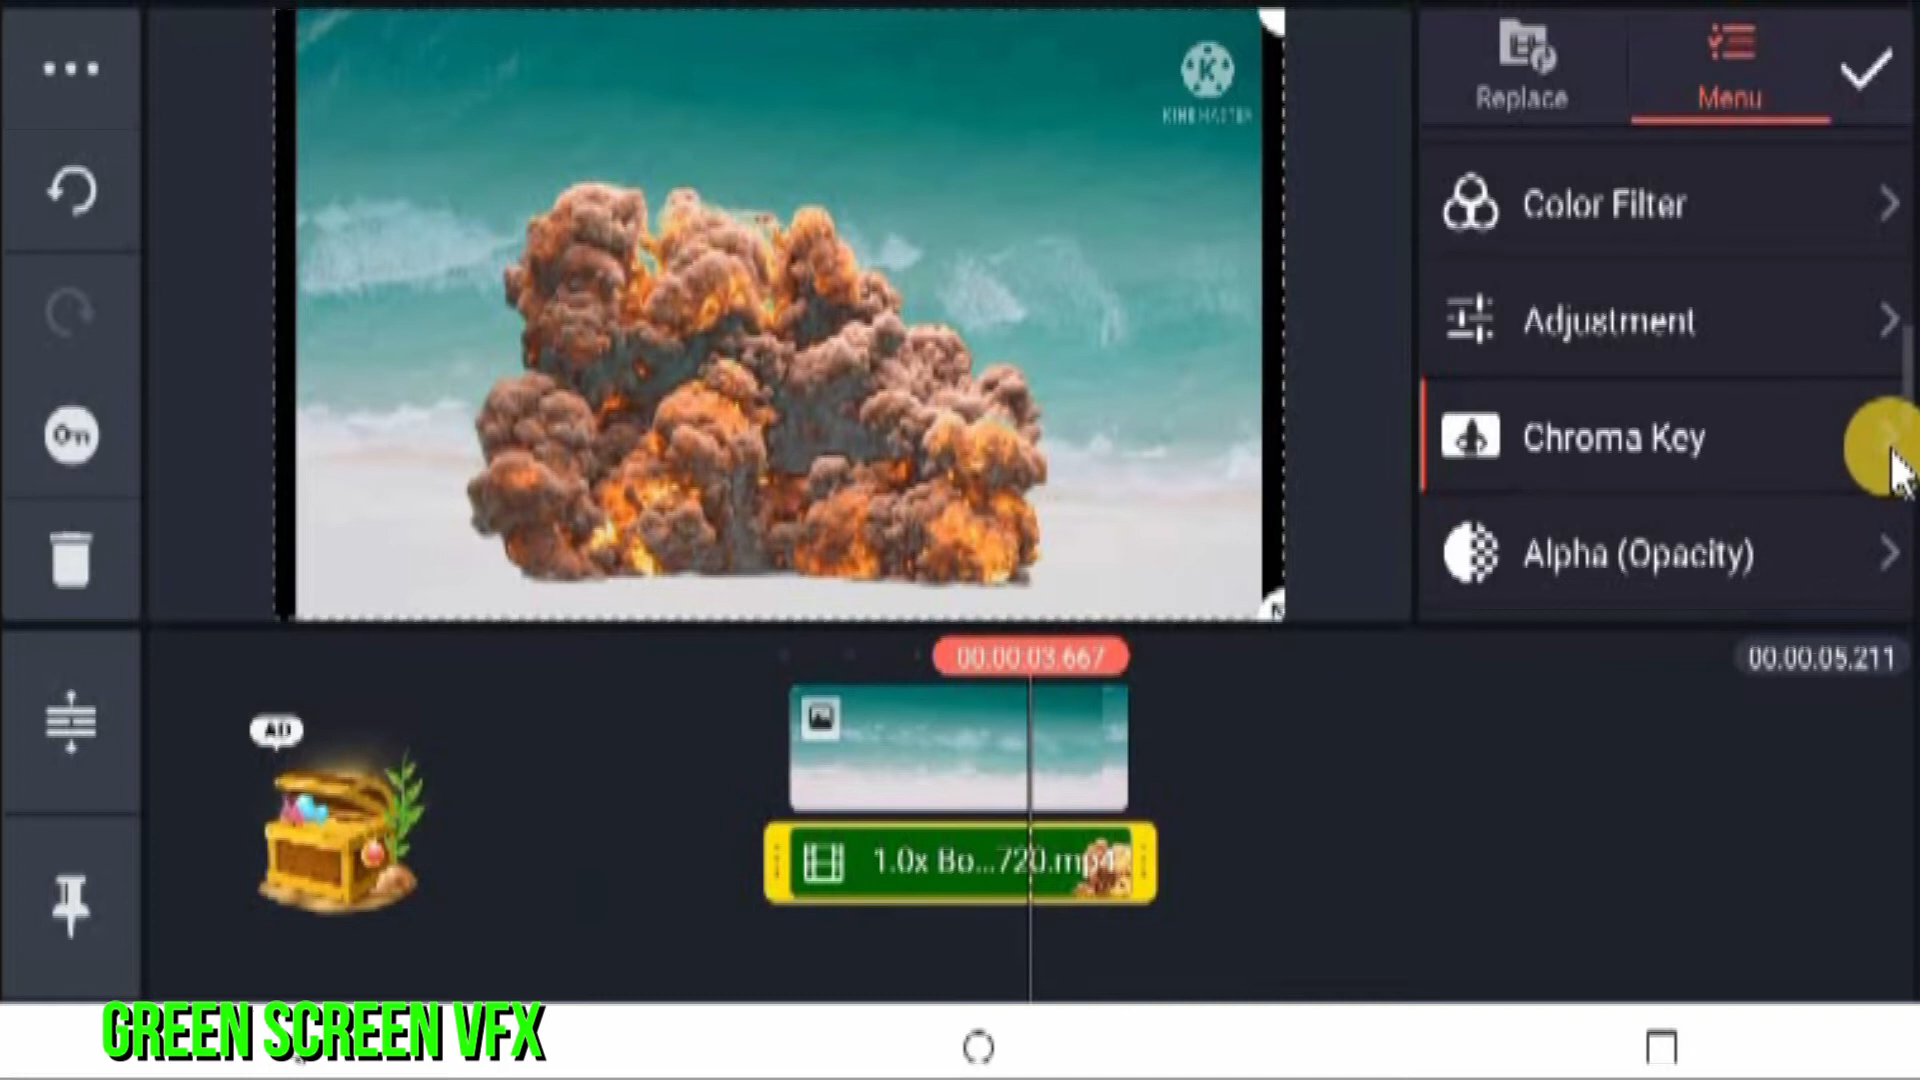 Replace
Menu
KINEMASTER
Color Filter
Adjustment
Chroma Key
Alpha (Opacity)
00:00:03.667
00:00:05.211
AD
1.0x Bo...720.mp4
GREEN SCREEN VFX